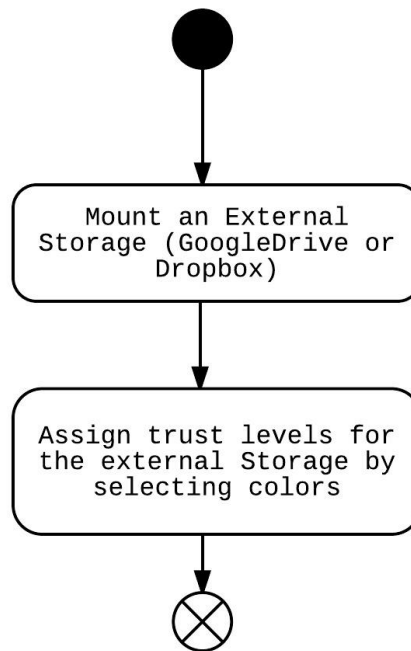 Mount an External
Storage (GoogleDrive or
Dropbox)
Assign trust levels for
the external Storage by
selecting colors